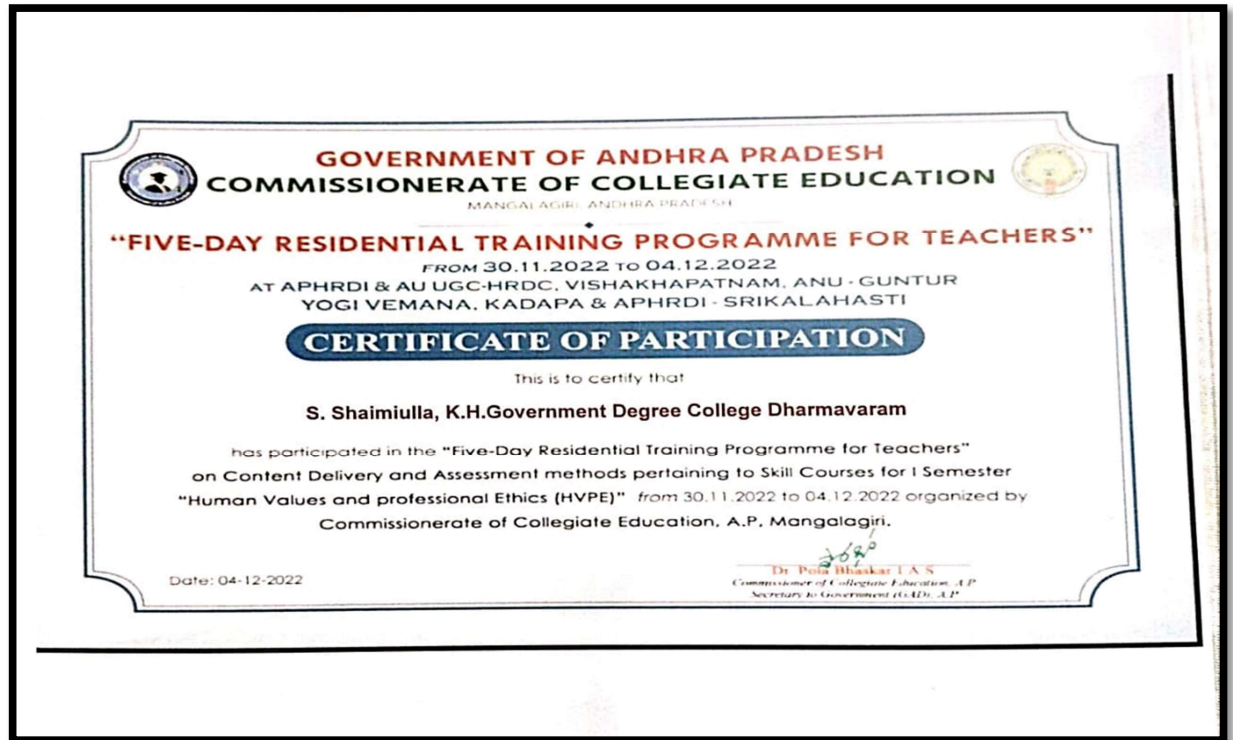 GOVERNMENT OF ANDHRA PRADESH
COMMISSIONERATE OF COLLEGIATE EDUCATION
MANGALAGIRI, ANDHRA PRADESH
"FIVE-DAY RESIDENTIAL TRAINING PROGRAMME FOR TEACHERS"
FROM 30.11.2022 TO 04.12.2022
AT APHRDI & AU UGC-HRDC, VISHAKHAPATNAM, ANU - GUNTUR
YOGI VEMANA, KADAPA & APHRDI - SRIKALAHASTI
CERTIFICATE OF PARTICIPATION
This is to certify that
S. Shaimiulla, K.H.Government Degree College Dharmavaram
has participated in the "Five-Day Residential Training Programme for Teachers"
on Content Delivery and Assessment methods pertaining to Skill Courses for I Semester
"Human Values and professional Ethics (HVPE)" from 30.11.2022 to 04.12.2022 organized by
Commissionerate of Collegiate Education, A.P, Mangalagiri.
Date: 04-12-2022
Dr. Pola Bhaskar I A S
Commissioner of Collegiate Education, A.P
Secretary to Government (GAD), A.P